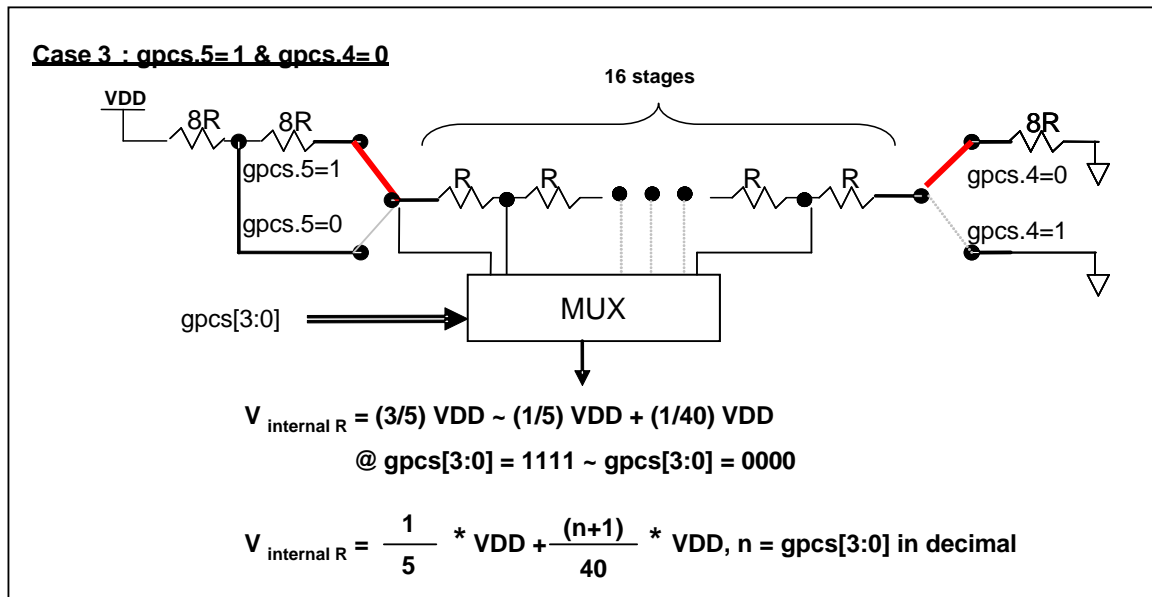 Case 3 : gpcs.5= 1 & gpcs.4= 0
16 stages
VDD
8R 8R 8R
gpcs.5=1 R R R R gpcs.4=0
gpcs.5=0 gpcs.4=1
MUX
gpcs[3:0]
V internal R = (3/5) VDD ~ (1/5) VDD + (1/40) VDD
@ gpcs[3:0] = 1111 ~ gpcs[3:0] = 0000
V internal R = 1/5 * VDD + (n+1)/40 * VDD, n = gpcs[3:0] in decimal